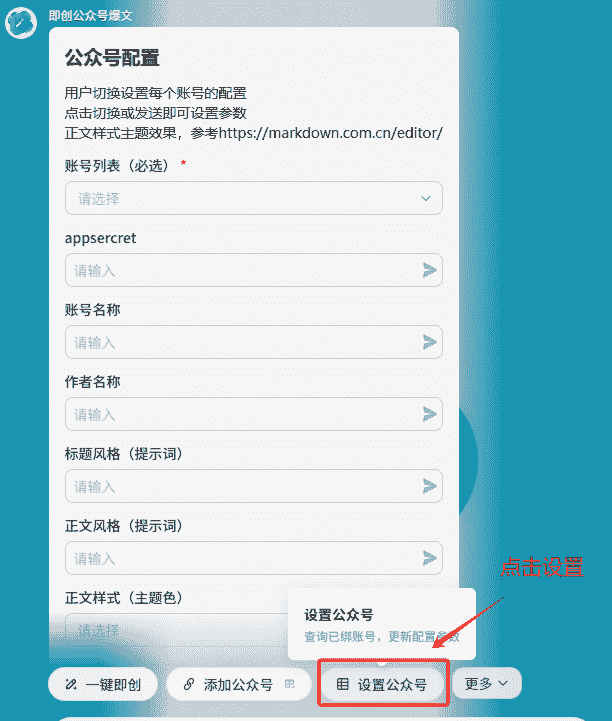 即创公众号爆文
公众号配置
用户切换设置每个账号的配置
点击切换或发送即可设置参数
正文样式主题效果，参考https://markdown.com.cn/editor/
账号列表（必选） *
请选择
appsercret
请输入
账号名称
请输入
作者名称
请输入
标题风格（提示词）
请输入
正文风格（提示词）
请输入
点击设置
正文样式（主题色）
请选择
设置公众号
查询已绑账号，更新配置参数
一键即创
添加公众号
设置公众号
更多